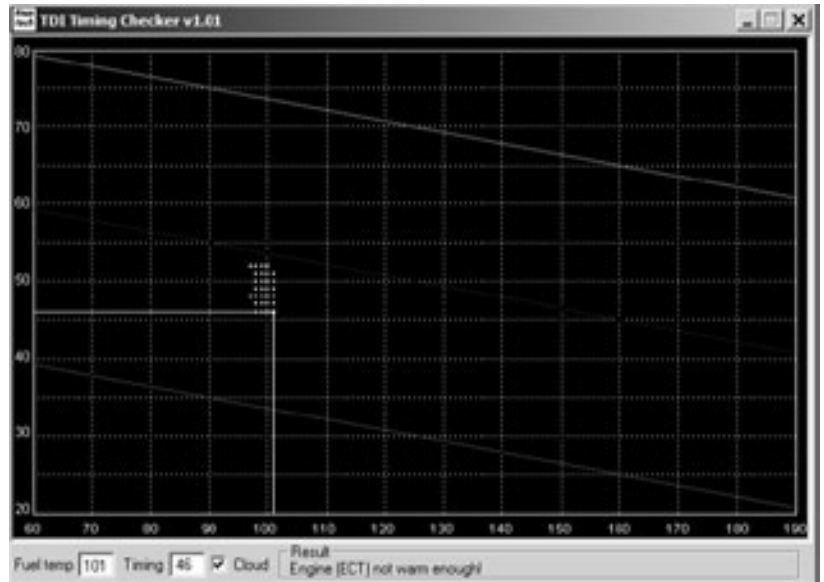 TDI Timing Checker v1.01
80
70
60
50
40
30
20
60 70 80 90 100 110 120 130 140 150 160 170 180 190
Fuel temp 101 Timing 46 Cloud
Result
Engine (ECT) not warm enough!